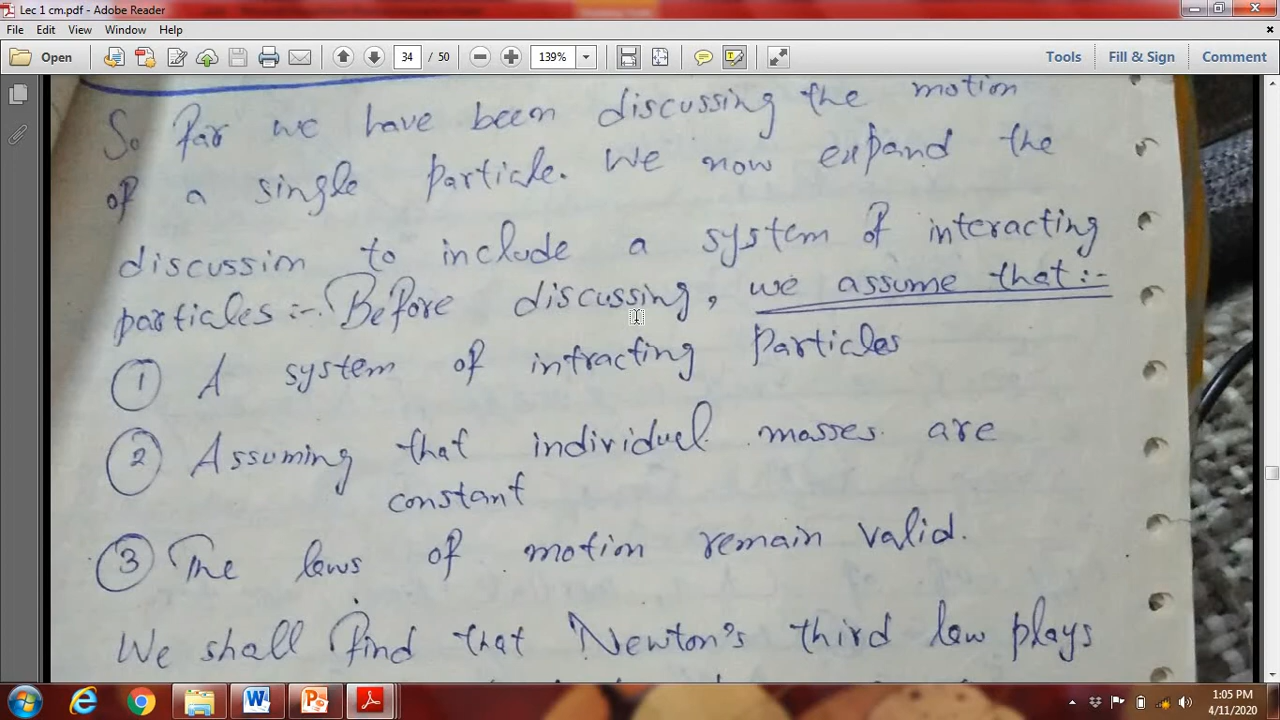 Lec 1 cm.pdf - Adobe Reader
File Edit View Window Help
Open 34 / 50 139% Tools Fill & Sign Comment
So far we have been discussing the motion
of a single particle. We now expand the
discussion to include a system of interacting
particles :-. Before discussing, we assume that :-
① A system of intracting particles
② Assuming that individuel masses are
constant
③ The laws of motion remain valid.
We shall find that Newton's third law plays
1:05 PM
4/11/2020